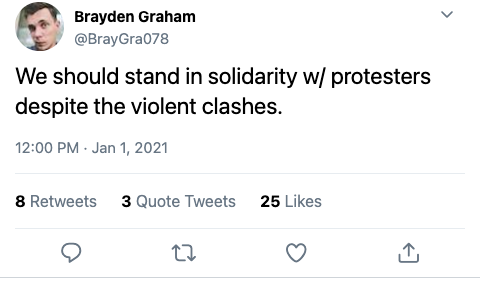 Brayden Graham
@BrayGra078
We should stand in solidarity w/ protesters
despite the violent clashes.
12:00 PM · Jan 1, 2021
8 Retweets 3 Quote Tweets 25 Likes